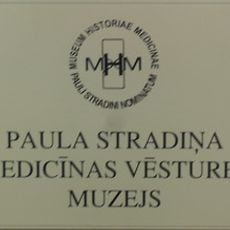 MUSEUM HISTORIAE MEDICINAE
MHM
PAULI STRADINI NOMINATUM
PAULA STRADIŅA
EDICĪNAS VĒSTURE
MUZEJS